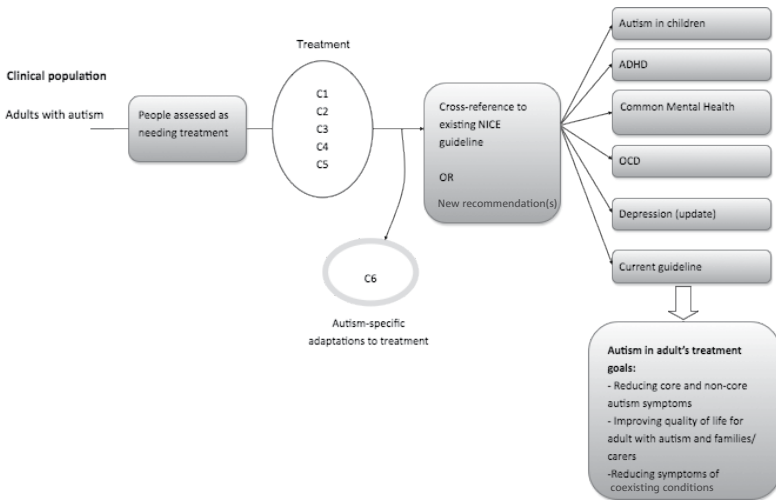 Treatment
Clinical population
Adults with autism
People assessed as
needing treatment
C1
C2
C3
C4
C5
C6
Autism-specific
adaptations to treatment
Cross-reference to
existing NICE
guideline
OR
New recommendation(s)
Autism in children
ADHD
Common Mental Health
OCD
Depression (update)
Current guideline
Autism in adult's treatment
goals:
- Reducing core and non-core
autism symptoms
- Improving quality of life for
adult with autism and families/
carers
-Reducing symptoms of
coexisting conditions